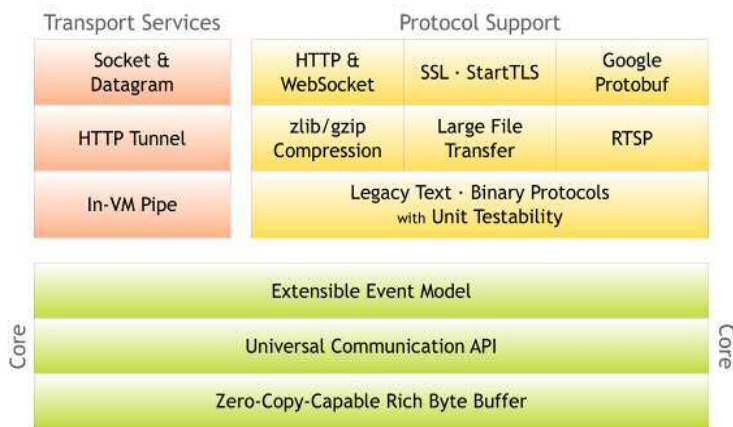 Transport Services
Protocol Support
Socket &
Datagram
HTTP &
WebSocket
SSL · StartTLS
Google
Protobuf
HTTP Tunnel
zlib/gzip
Compression
Large File
Transfer
RTSP
In-VM Pipe
Legacy Text · Binary Protocols
with Unit Testability
Core
Extensible Event Model
Universal Communication API
Zero-Copy-Capable Rich Byte Buffer
Core